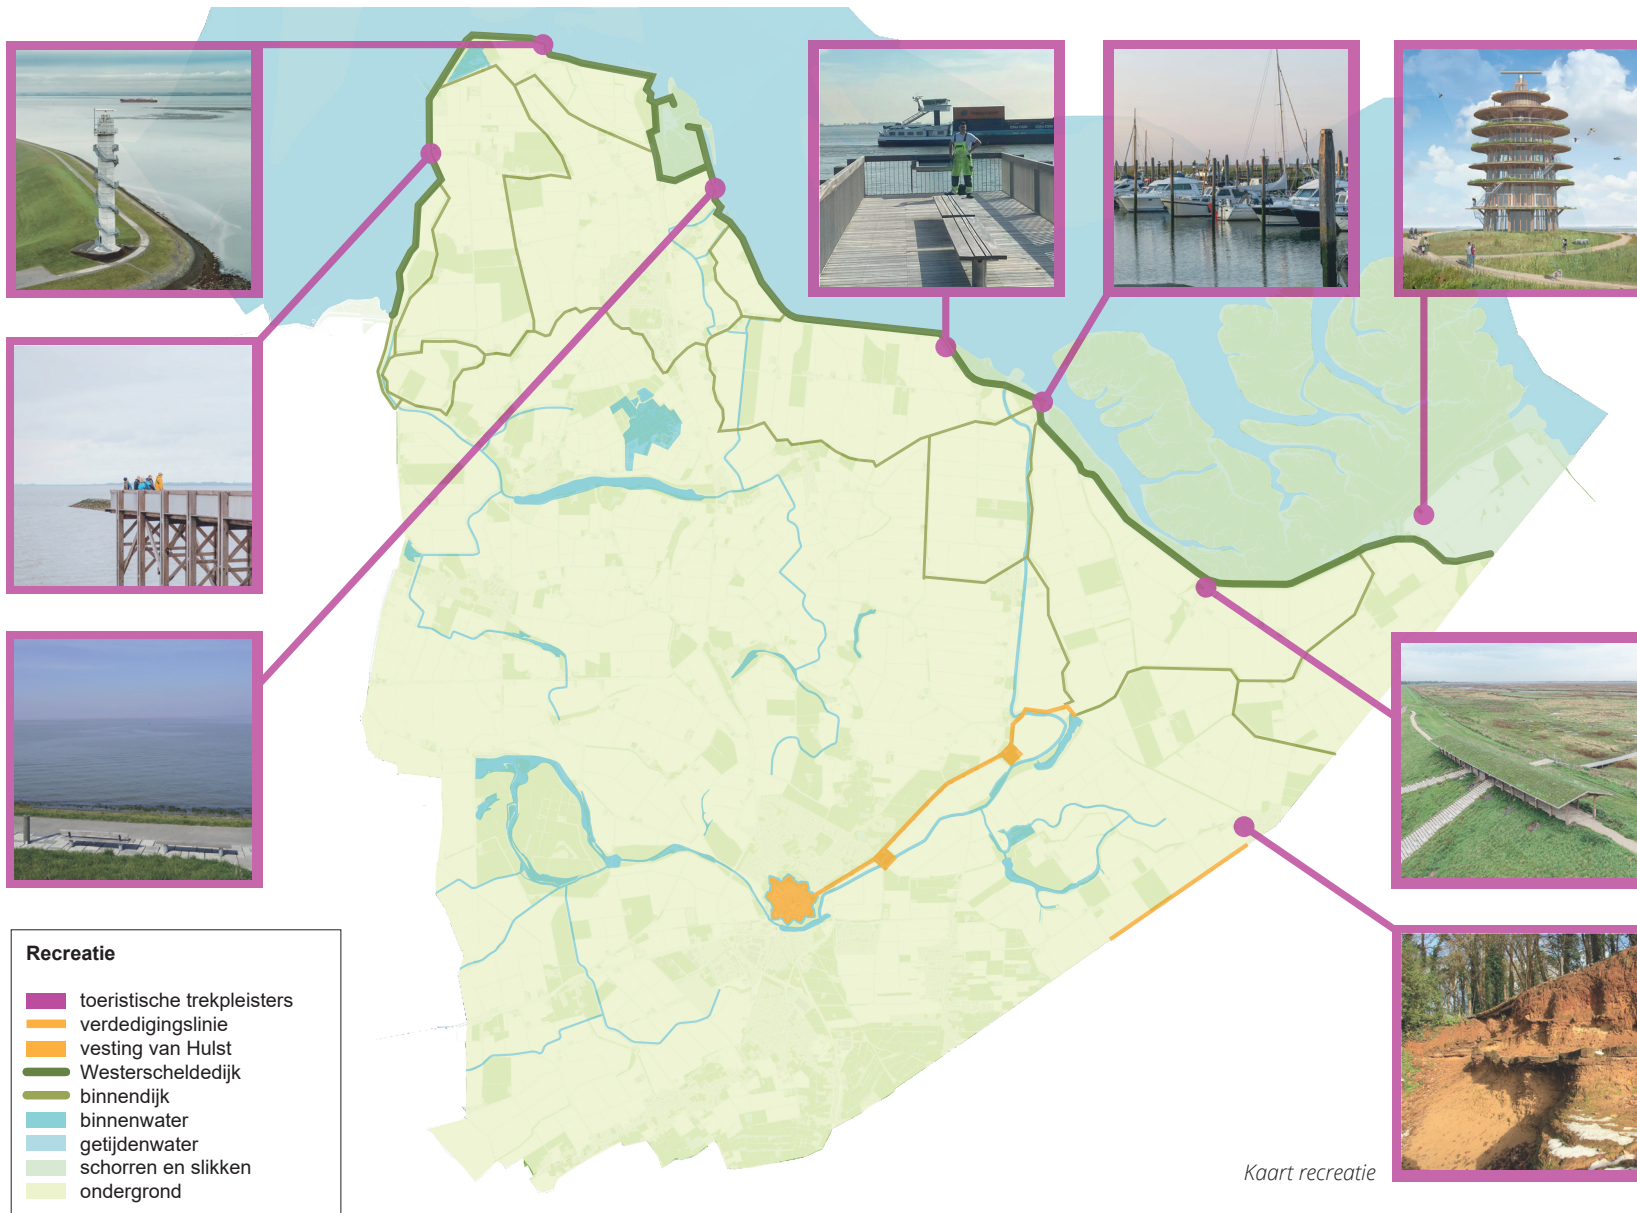 Recreatie
toeristische trekpleisters
verdedigingslinie
vesting van Hulst
Westerscheldedijk
binnendijk
binnenwater
getijdenwater
schorren en slikken
ondergrond
Kaart recreatie